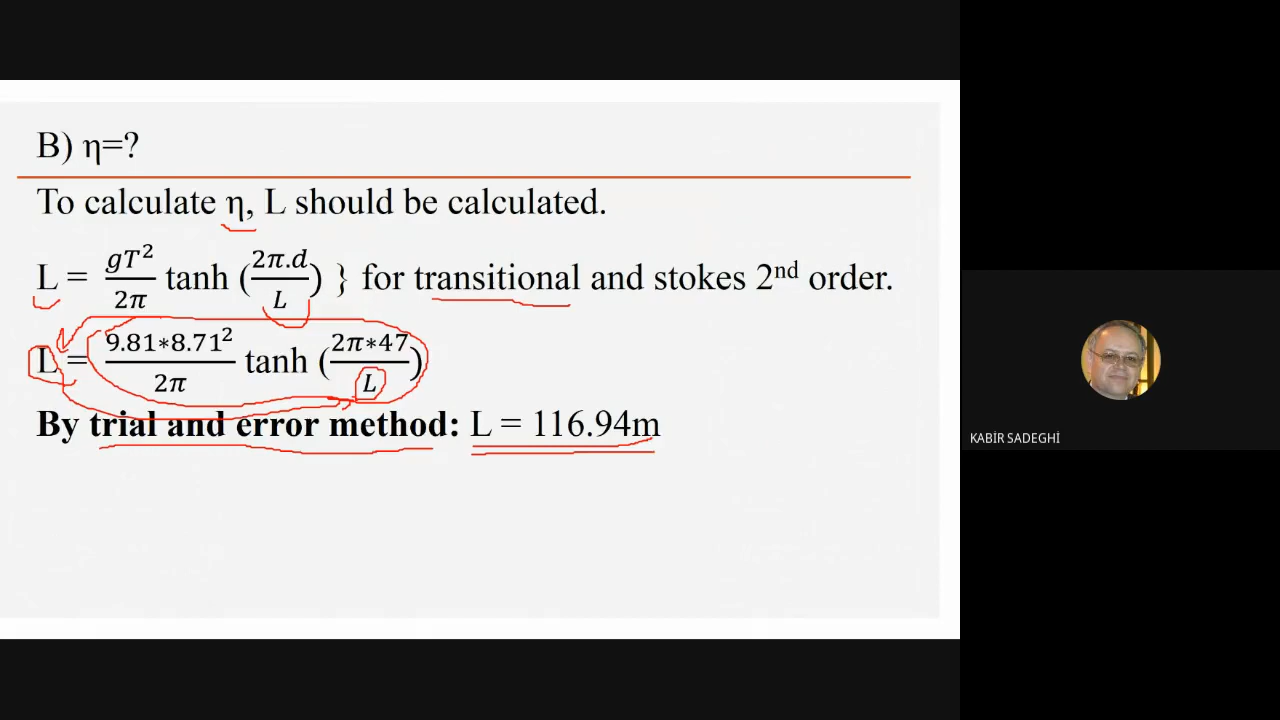 B) η=?
To calculate η, L should be calculated.
L = gT²/2π tanh (2π.d/L) } for transitional and stokes 2ⁿᵈ order.
L = 9.81∗8.71²/2π tanh (2π∗47/L)
By trial and error method: L = 116.94m
KABİR SADEGHİ